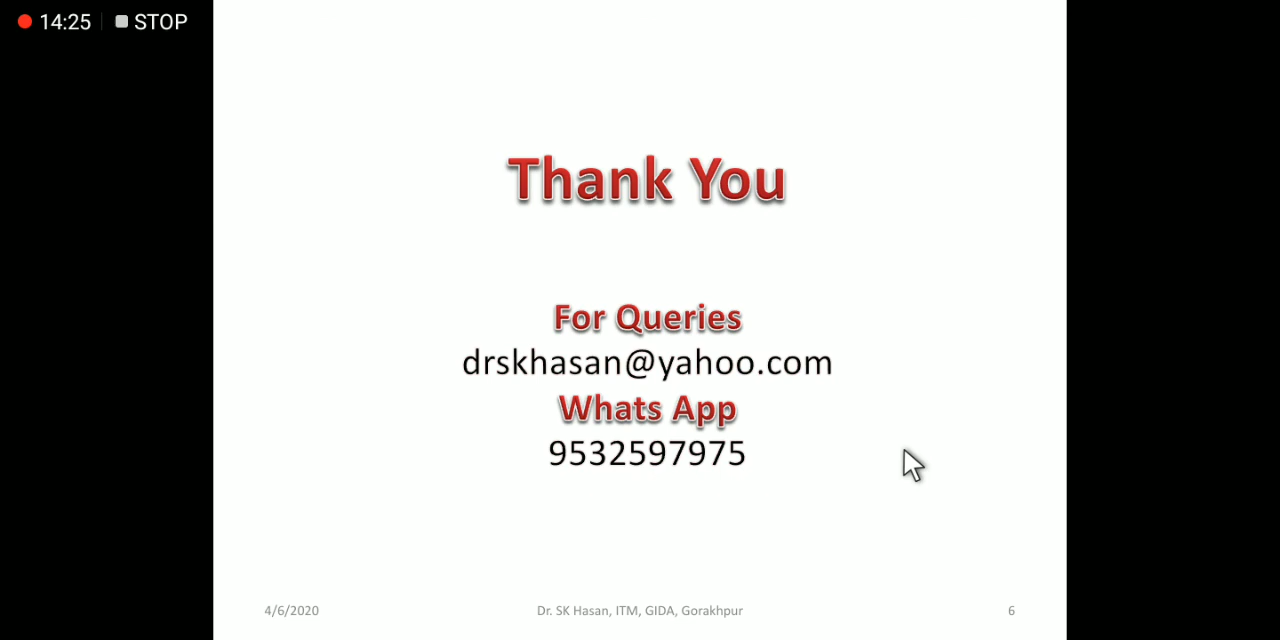 14:25 STOP
Thank You
For Queries
drskhasan@yahoo.com
Whats App
9532597975
4/6/2020 Dr. SK Hasan, ITM, GIDA, Gorakhpur 6